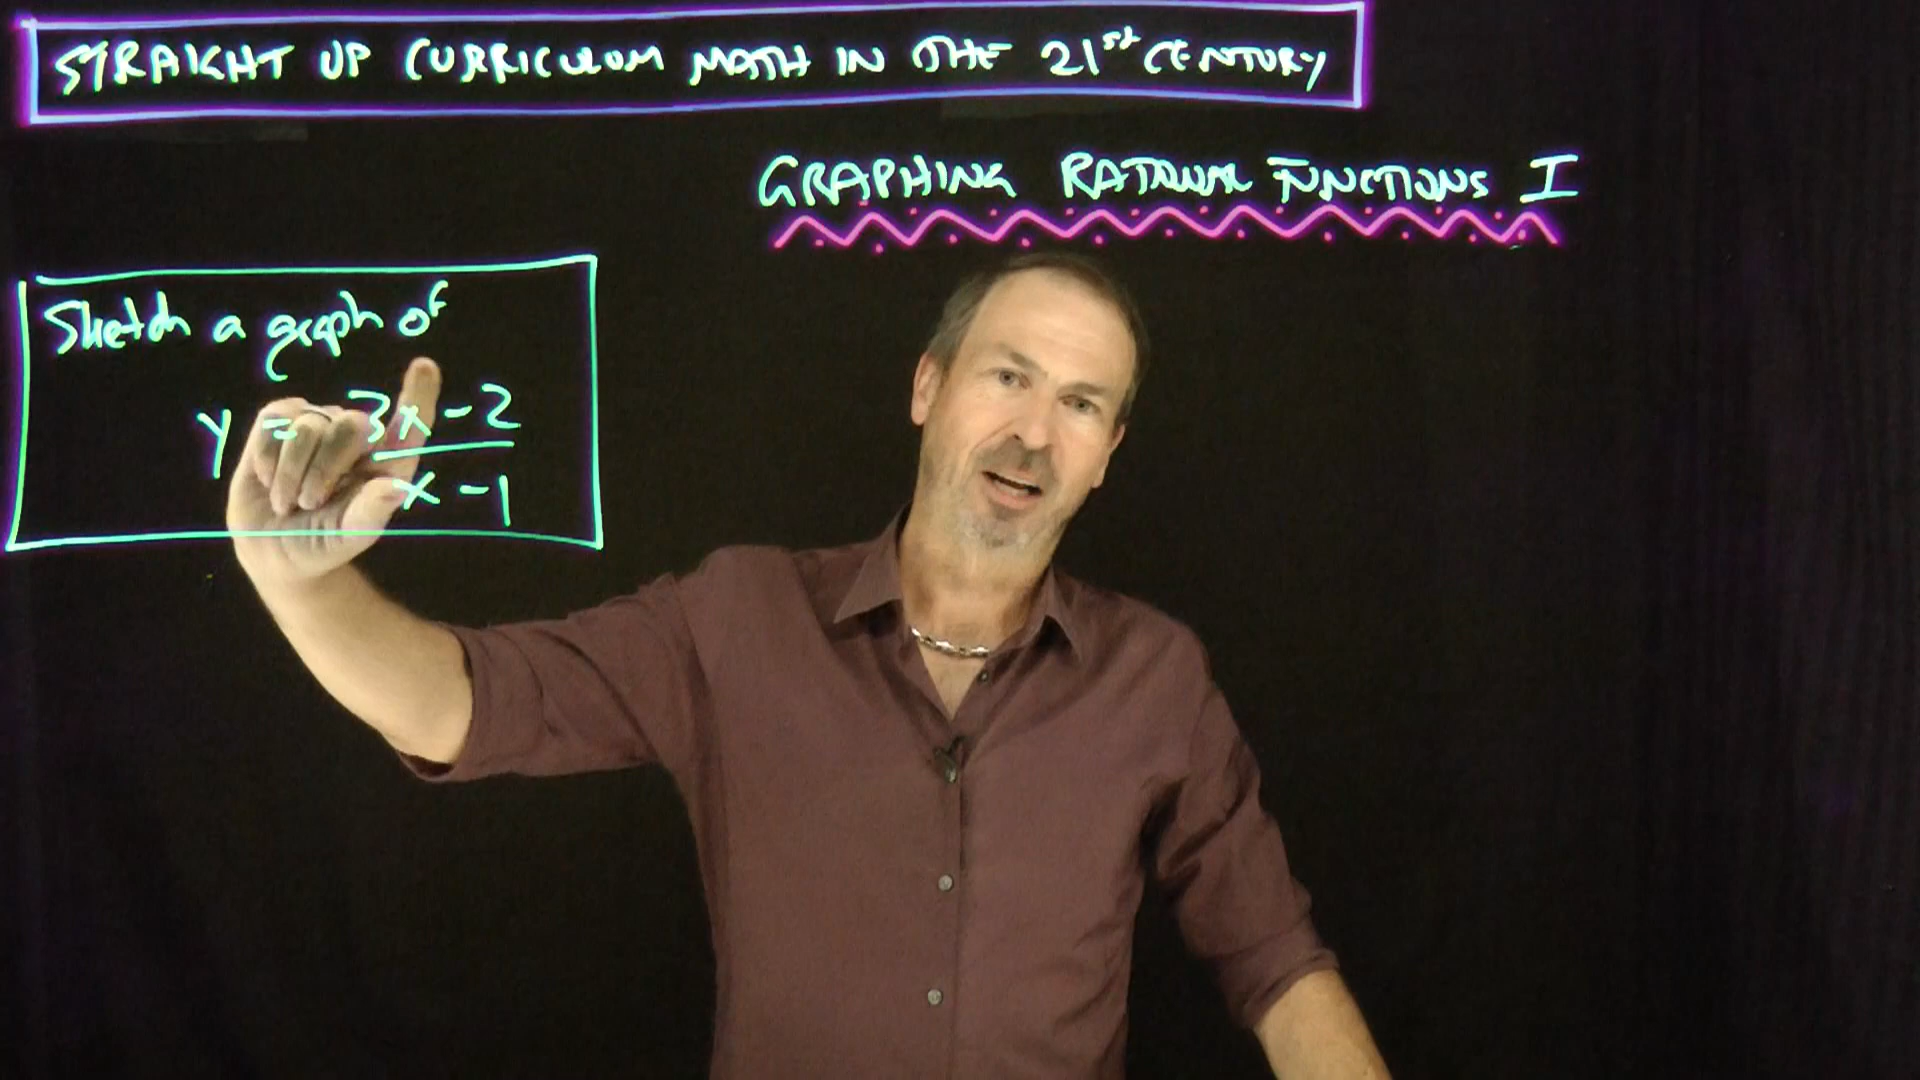 STRAIGHT UP CURRICULUM MATH IN THE 21st CENTURY
GRAPHING RATIONAL FUNCTIONS I
Sketch a graph of
y = 3x - 2
x - 1